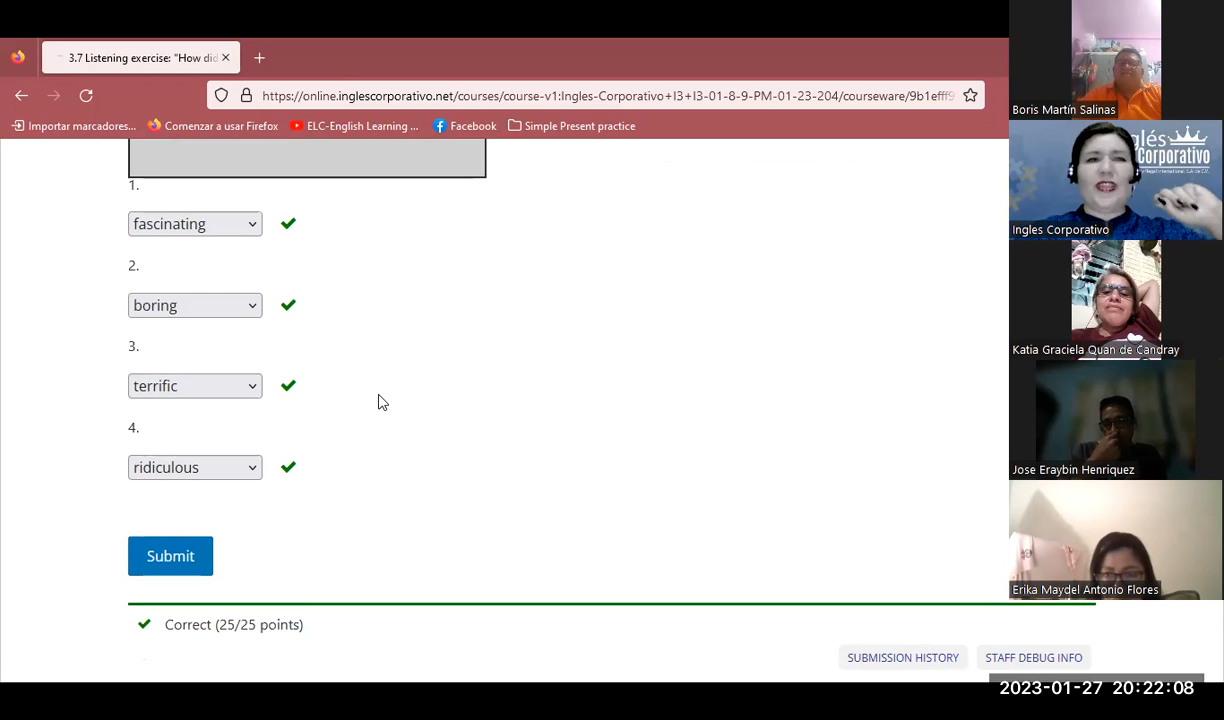 3.7 Listening exercise: "How did
https://online.inglescorporativo.net/courses/course-v1:Ingles-Corporativo+I3+I3-01-8-9-PM-01-23-204/courseware/9b1efff9
Importar marcadores...
Comenzar a usar Firefox
ELC-English Learning ...
Facebook
Simple Present practice
1.
fascinating
2.
boring
3.
terrific
4.
ridiculous
Submit
Correct (25/25 points)
SUBMISSION HISTORY
STAFF DEBUG INFO
Boris Martín Salinas
Inglés
Corporativo
Ingles Corporativo
Katia Graciela Quan de Candray
Jose Eraybin Henriquez
Erika Maydel Antonio Flores
2023-01-27 20:22:08